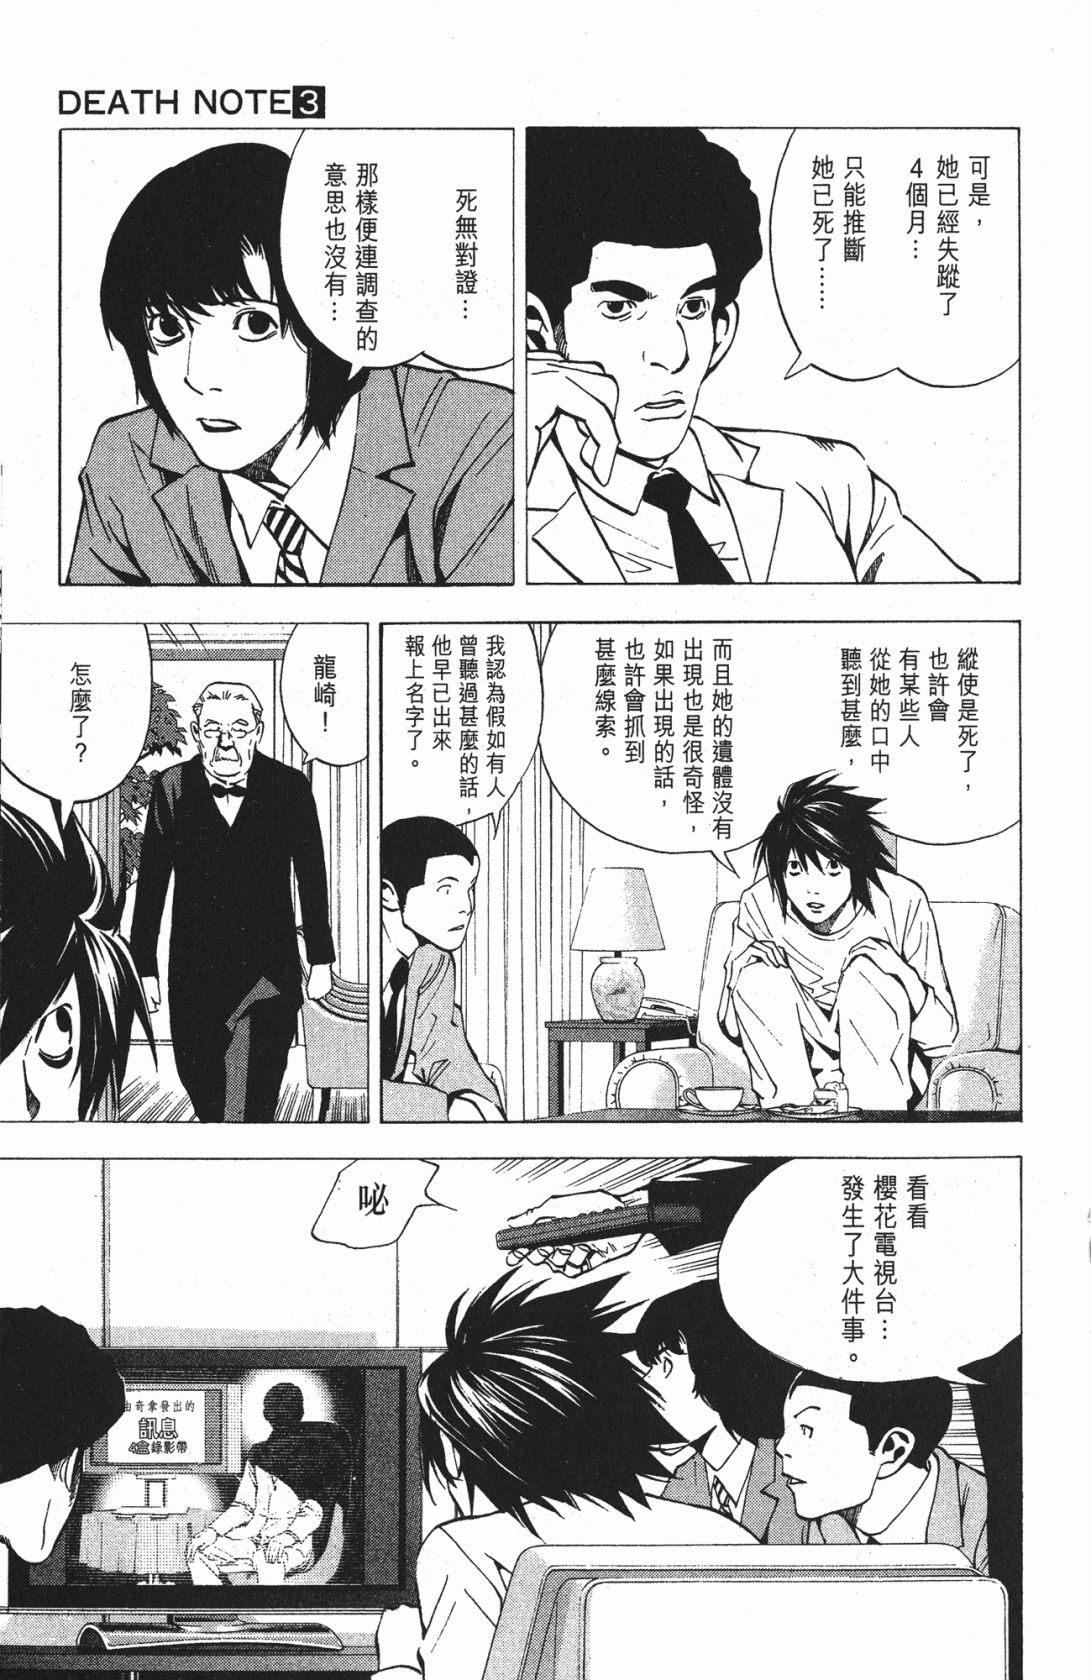 DEATH NOTE3
可是，
她已經失蹤了
4個月…
只能推斷
她已死了……
死無對證…
那樣便連調查的
意思也沒有…
縱使是死了，
也許會
有某些人
從她的口中
聽到甚麼，
而且她的遺體沒有
出現也是很奇怪，
如果出現的話，
也許會抓到
甚麼線索。
我認為假如有人
曾聽過甚麼的話，
他早已出來
報上名字了。
龍崎！
怎麼了？
看看
櫻花電視台…
發生了大件事。
咇
由奇拿發出的
訊息
4盒錄影帶